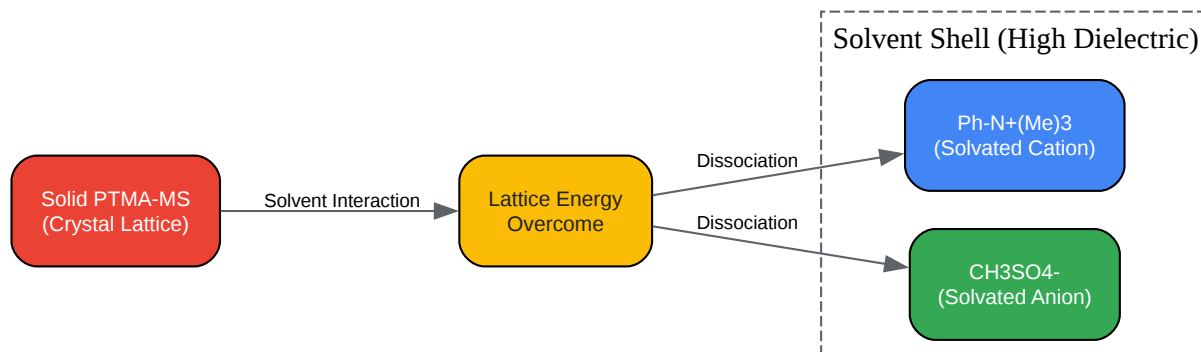 Solvent Shell (High Dielectric)
Solid PTMA-MS
(Crystal Lattice)
Solvent Interaction
Lattice Energy
Overcome
Dissociation
Dissociation
Ph-N+(Me)3
(Solvated Cation)
CH3SO4-
(Solvated Anion)